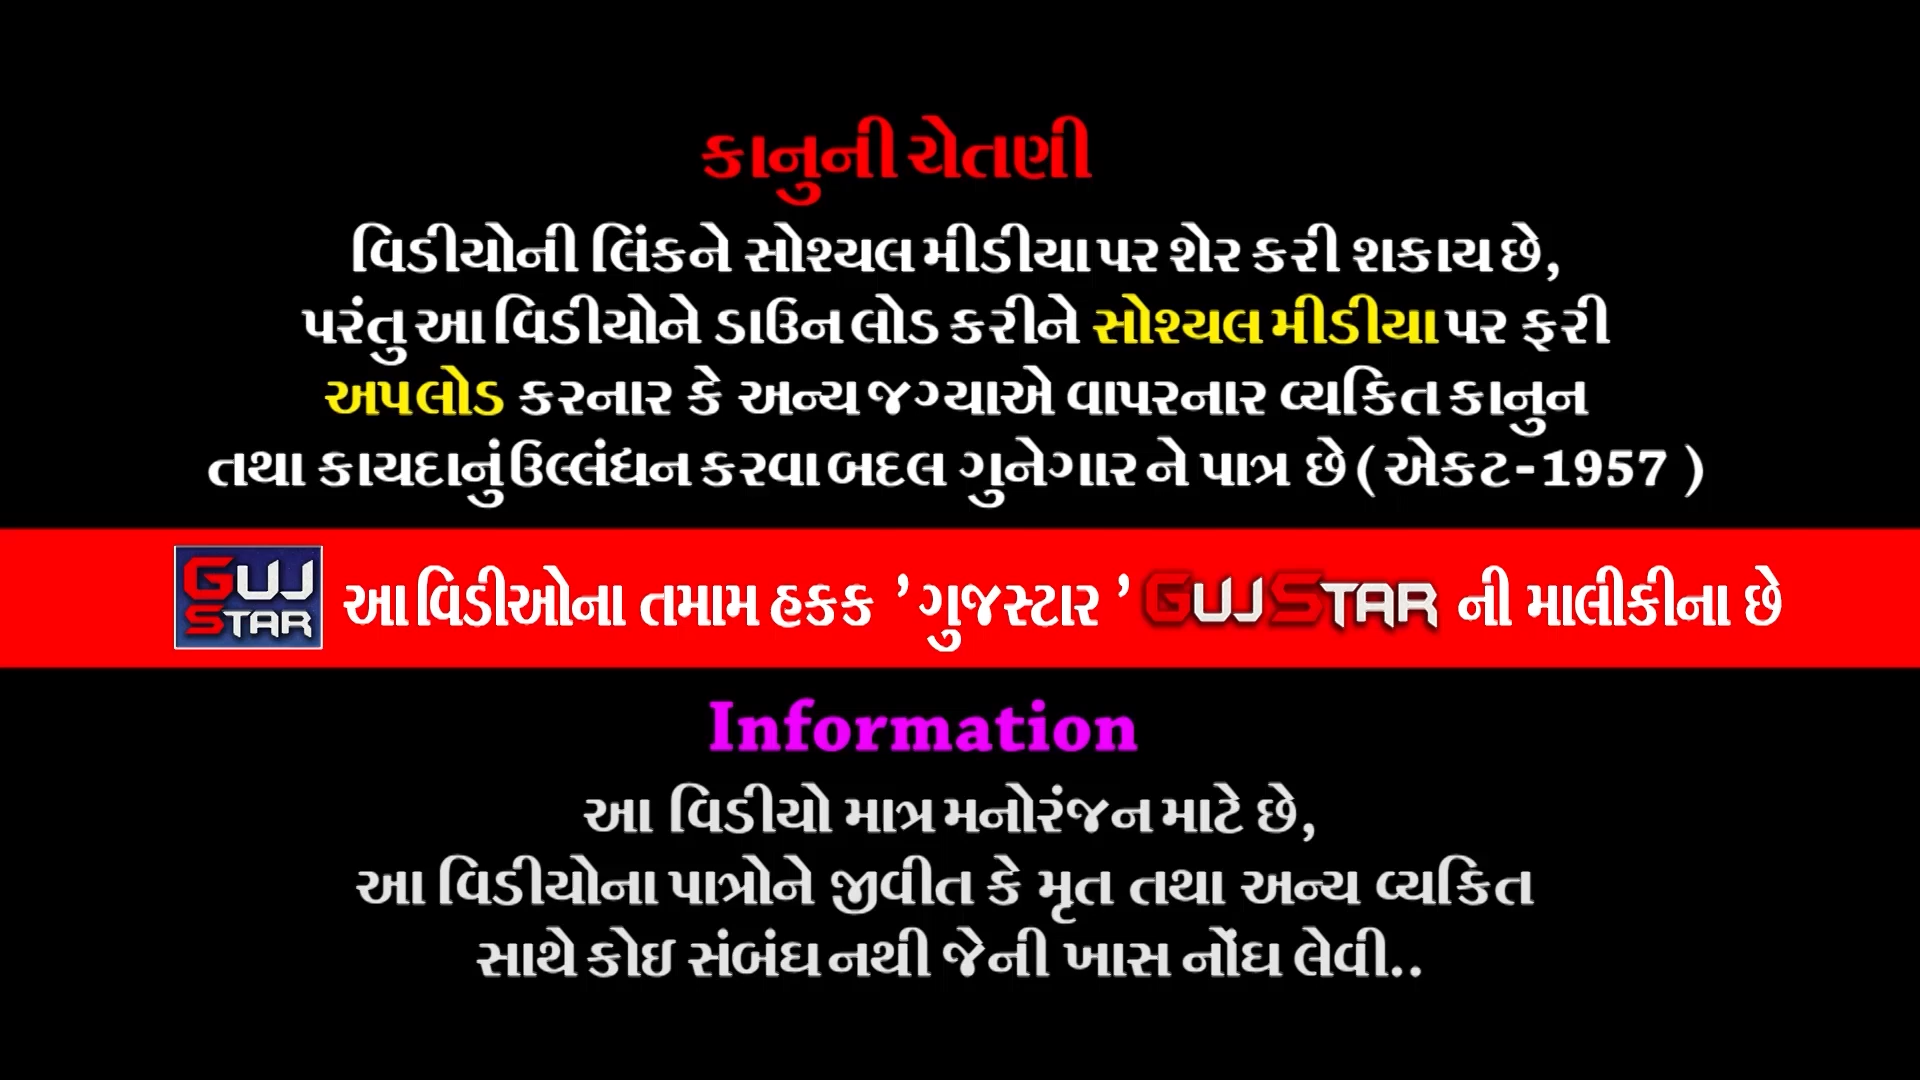 કાનુની ચેતણી
વિડીયોની લિંકને સોશ્યલ મીડીયા પર શેર કરી શકાય છે,
પરંતુ આ વિડીયોને ડાઉન લોડ કરીને સોશ્યલ મીડીયા પર ફરી
અપલોડ કરનાર કે અન્ય જગ્યાએ વાપરનાર વ્યકિત કાનુન
તથા કાયદાનું ઉલ્લંઘન કરવા બદલ ગુનેગાર ને પાત્ર છે ( એકટ-1957 )
GUJ STAR આ વિડીઓના તમામ હકક ’ ગુજસ્ટાર ’ GUJSTAR ની માલીકીના છે
Information
આ વિડીયો માત્ર મનોરંજન માટે છે,
આ વિડીયોના પાત્રોને જીવીત કે મૃત તથા અન્ય વ્યકિત
સાથે કોઇ સંબંઘ નથી જેની ખાસ નોંઘ લેવી..